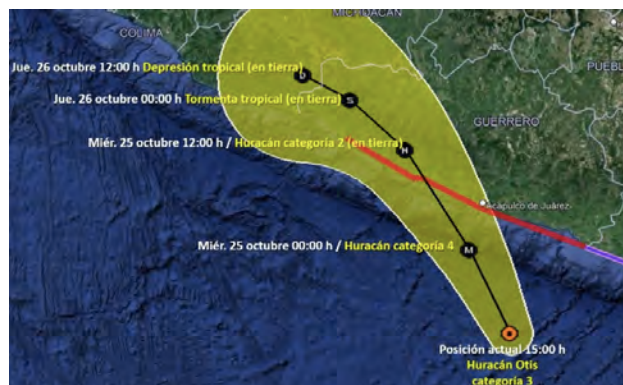 MICHOACÁN
COLIMA
Jue. 26 octubre 12:00 h Depresión tropical (en tierra)
PUEBL
D
Jue. 26 octubre 00:00 h Tormenta tropical (en tierra)
S
GUERRERO
Miér. 25 octubre 12:00 h / Huracán categoría 2 (en tierra)
H
Acapulco de Juárez
Miér. 25 octubre 00:00 h / Huracán categoría 4
M
Posición actual 15:00 h
Huracán Otis
categoría 3